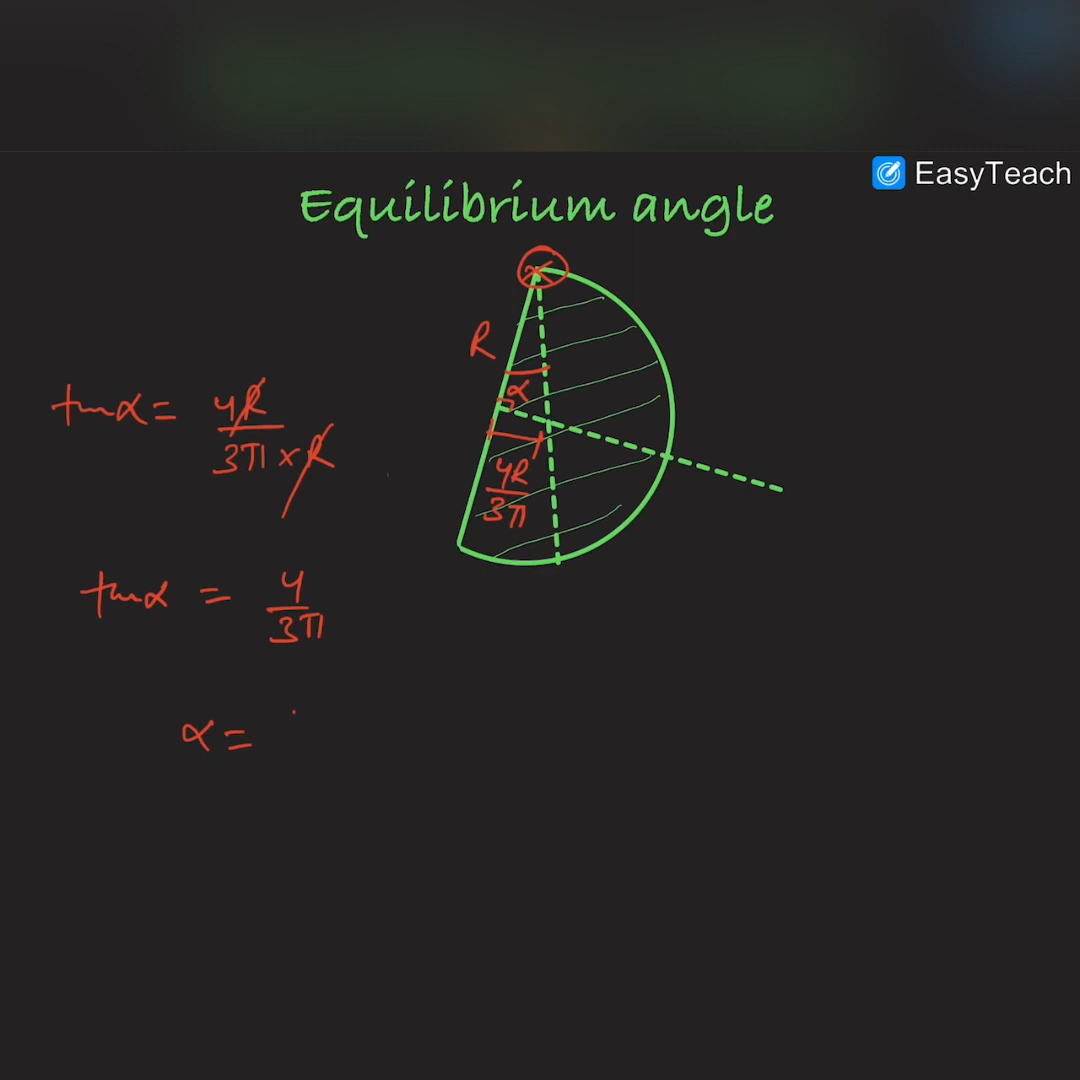 EasyTeach
Equilibrium angle
R
α
tanα = 4R
3π × R
4R
3π
tanα = 4
3π
α =